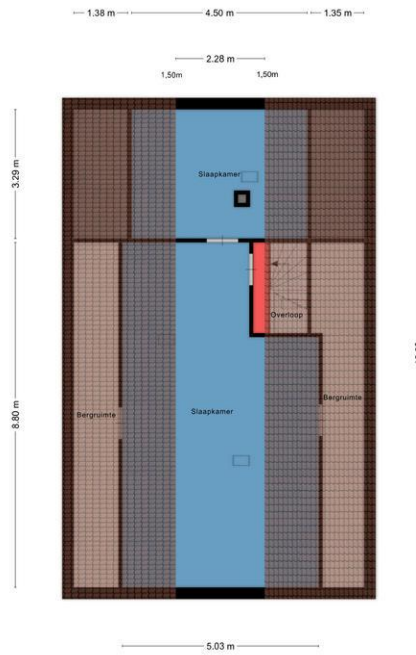 1.38 m
4.50 m
1.35 m
2.28 m
1,50m
1,50m
3.29 m
Slaapkamer
Overloop
8.80 m
Bergruimte
Slaapkamer
Bergruimte
5.03 m